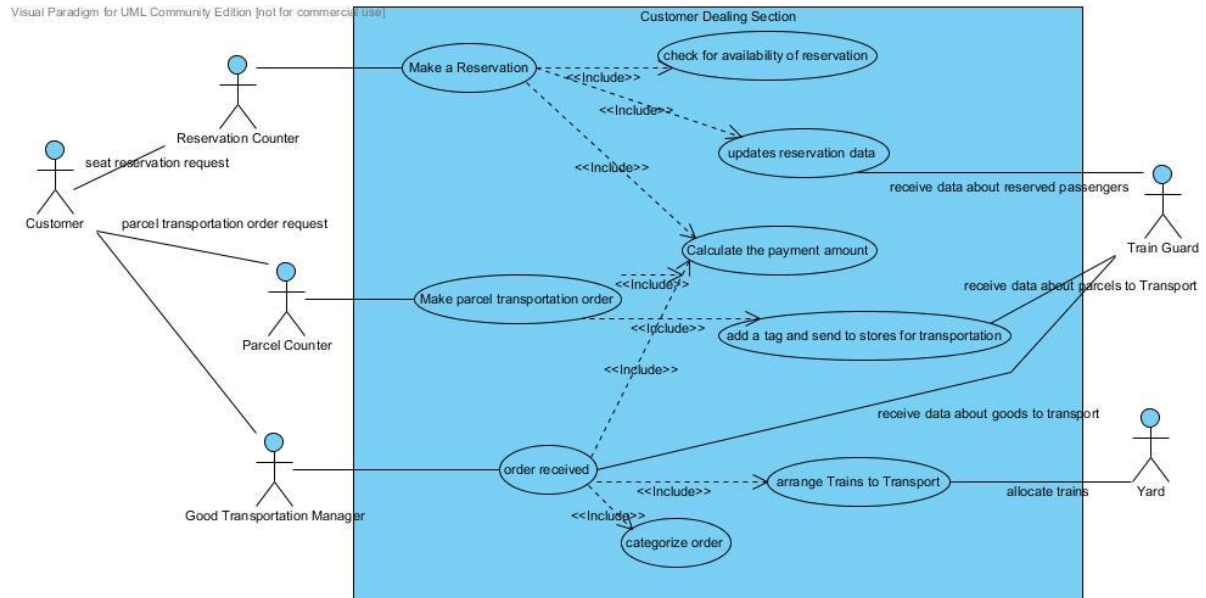 Visual Paradigm for UML Community Edition [not for commercial use]
Customer Dealing Section
Make a Reservation
check for availability of reservation
<<Include>>
<<Include>>
Reservation Counter
seat reservation request
updates reservation data
<<Include>>
receive data about reserved passengers
Customer
parcel transportation order request
Calculate the payment amount
Train Guard
<<Include>>
receive data about parcels to Transport
Make parcel transportation order
<<Include>>
add a tag and send to stores for transportation
Parcel Counter
<<Include>>
receive data about goods to transport
order received
arrange Trains to Transport
<<Include>>
allocate trains
Yard
Good Transportation Manager
<<Include>>
categorize order